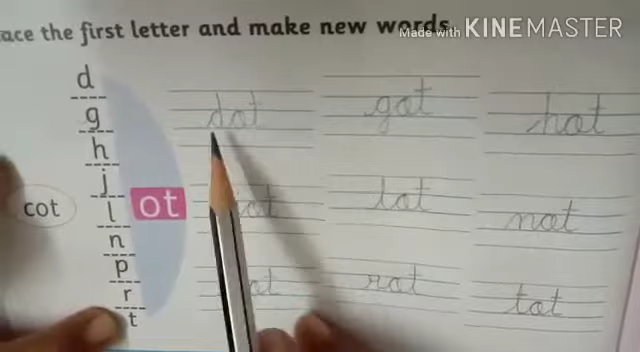 ace the first letter and make new words.
Made with KINEMASTER
d
g
h
j
l
n
p
r
t
cot
ot
dot got hot
lot not
rot tot